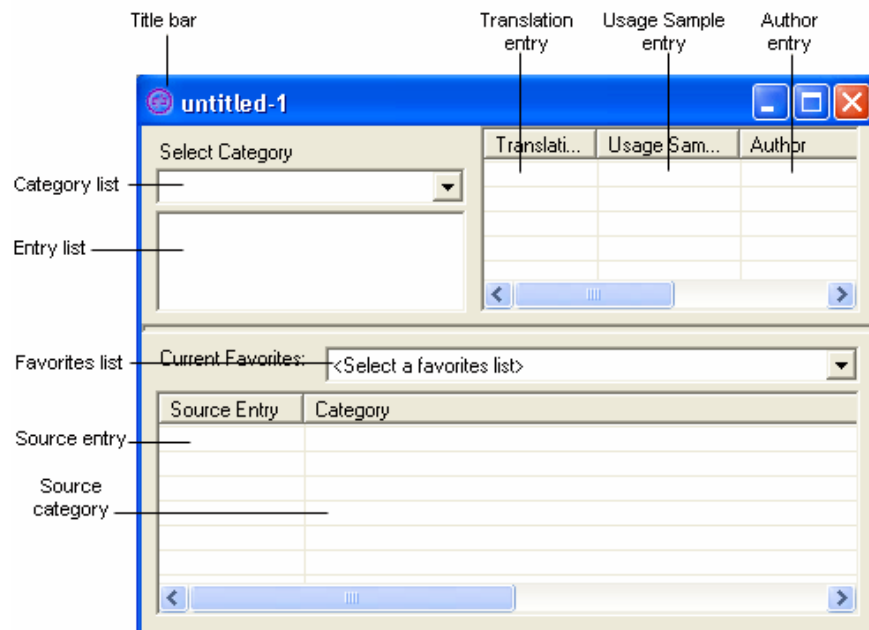 Title bar
Translation
entry
Usage Sample
entry
Author
entry
untitled-1
Select Category
Translati...
Usage Sam...
Author
Category list
Entry list
Favorites list
Current Favorites:
<Select a favorites list>
Source Entry
Category
Source entry
Source
category